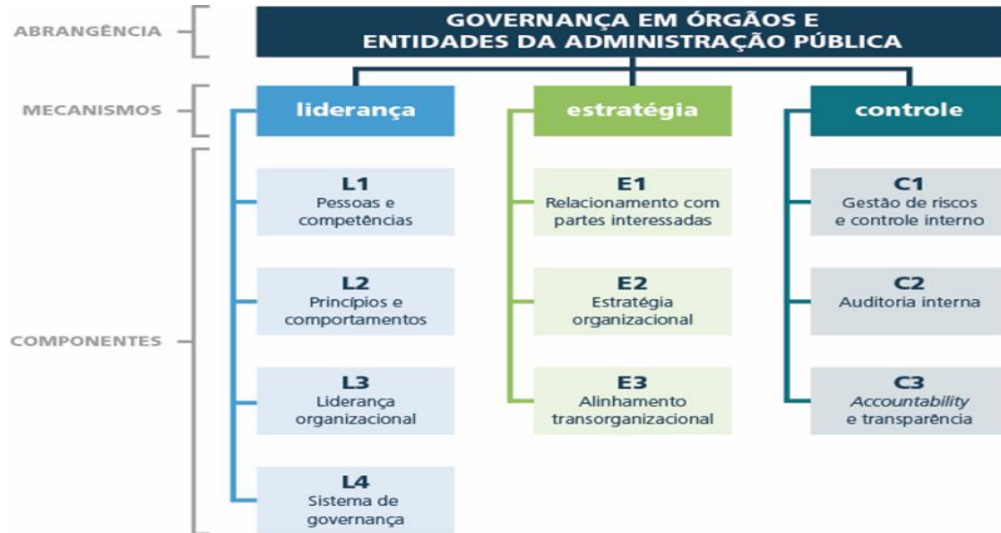 ABRANGÊNCIA
GOVERNANÇA EM ÓRGÃOS E
ENTIDADES DA ADMINISTRAÇÃO PÚBLICA
MECANISMOS
liderança
estratégia
controle
COMPONENTES
L1
Pessoas e
competências
L2
Princípios e
comportamentos
L3
Liderança
organizacional
L4
Sistema de
governança
E1
Relacionamento com
partes interessadas
E2
Estratégia
organizacional
E3
Alinhamento
transorganizacional
C1
Gestão de riscos
e controle interno
C2
Auditoria interna
C3
Accountability
e transparência